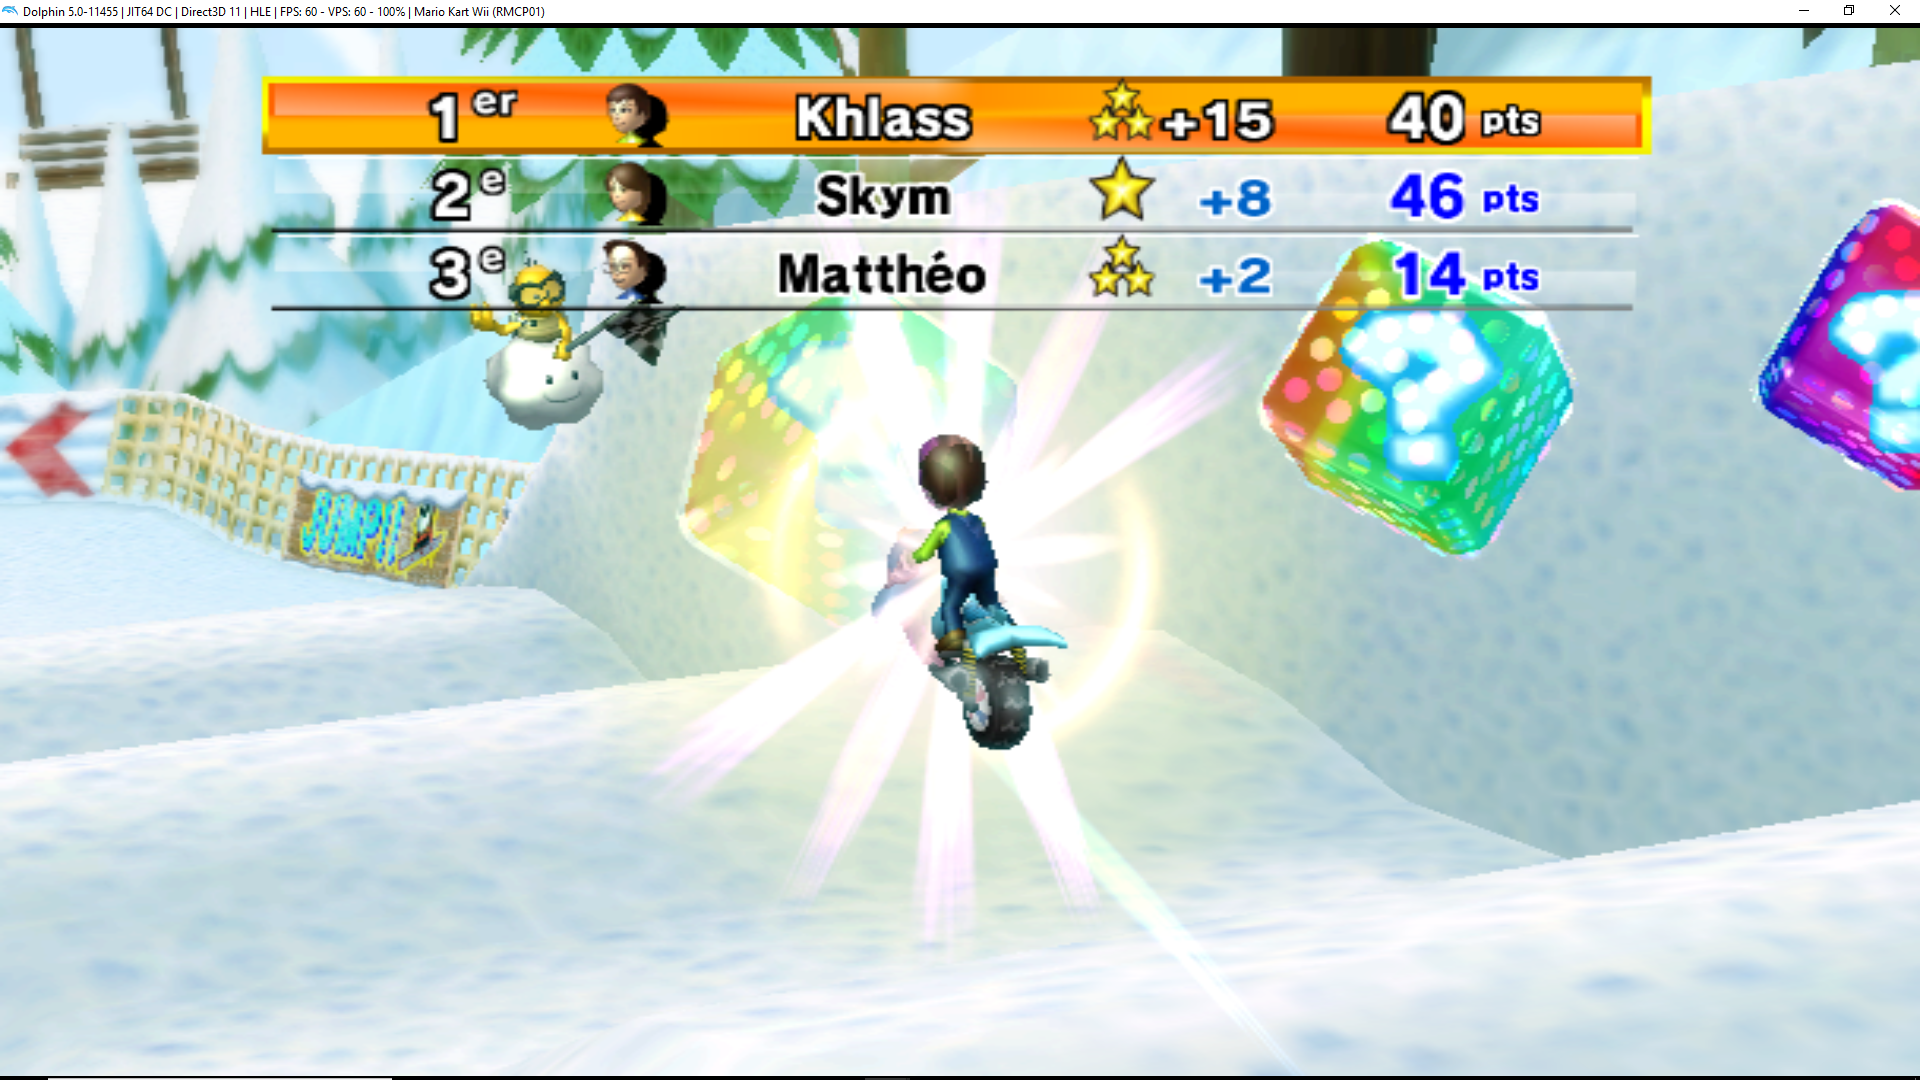 Dolphin 5.0-11455 | JIT64 DC | Direct3D 11 | HLE | FPS: 60 - VPS: 60 - 100% | Mario Kart Wii (RMCP01)
1er Khlass +15 40 pts
2e Skym +8 46 pts
3e Matthéo +2 14 pts
? ?
JUMP!!